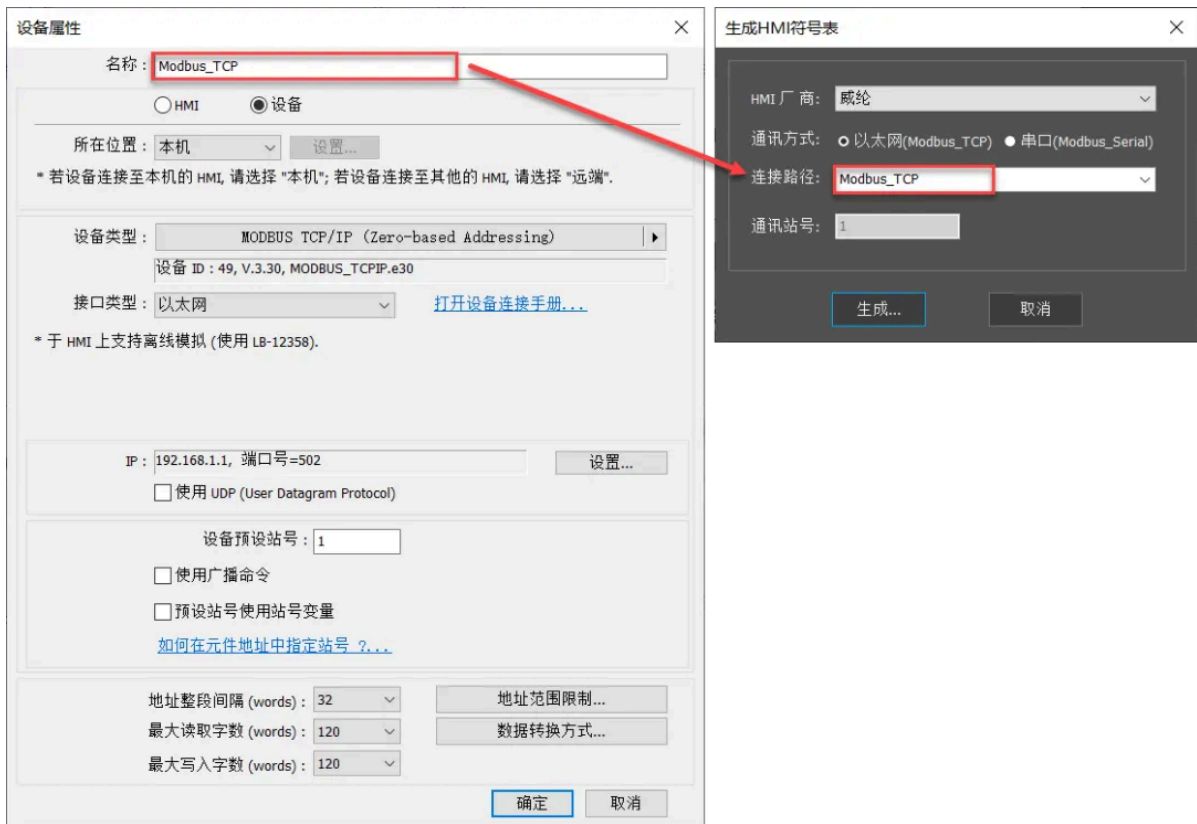 设备属性
名称 : Modbus_TCP
HMI 设备
所在位置 : 本机 设置...
* 若设备连接至本机的 HMI, 请选择 "本机"; 若设备连接至其他的 HMI, 请选择 "远端".
设备类型 : MODBUS TCP/IP (Zero-based Addressing)
设备 ID : 49, V.3.30, MODBUS_TCPIP.e30
接口类型 : 以太网 打开设备连接手册...
* 于 HMI 上支持离线模拟 (使用 LB-12358).
IP : 192.168.1.1, 端口号=502 设置...
使用 UDP (User Datagram Protocol)
设备预设站号 : 1
使用广播命令
预设站号使用站号变量
如何在元件地址中指定站号 ?...
地址整段间隔 (words) : 32 地址范围限制...
最大读取字数 (words) : 120 数据转换方式...
最大写入字数 (words) : 120
确定 取消
生成HMI符号表
HMI厂商: 威纶
通讯方式: 以太网(Modbus_TCP) 串口(Modbus_Serial)
连接路径: Modbus_TCP
通讯站号: 1
生成... 取消